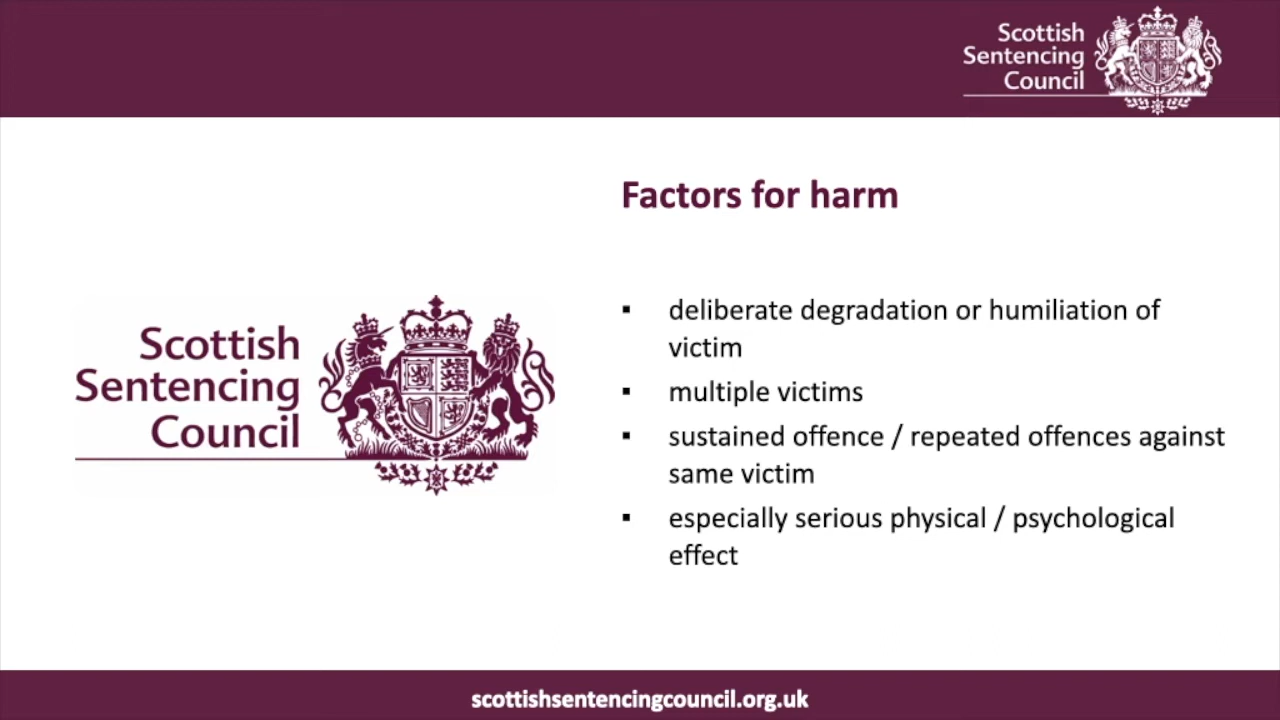 Scottish
Sentencing
Council
Factors for harm
Scottish
Sentencing
Council
▪ deliberate degradation or humiliation of
victim
▪ multiple victims
▪ sustained offence / repeated offences against
same victim
▪ especially serious physical / psychological
effect
scottishsentencingcouncil.org.uk